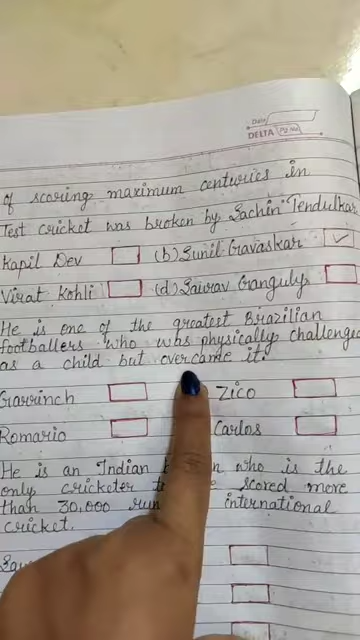 Date
DELTA Pg No.
of scoring maximum centuries in
Test cricket was broken by Sachin Tendulkar
Kapil Dev (b) Sunil Gavaskar ✓
Virat Kohli (d) Saurav Ganguly
He is one of the greatest Brazilian
footballers who was physically challenged
as a child but overcame it.
Garrinch Zico
Romario Carlos
He is an Indian who is the
only cricketer scored more
than 30,000 run international
cricket.